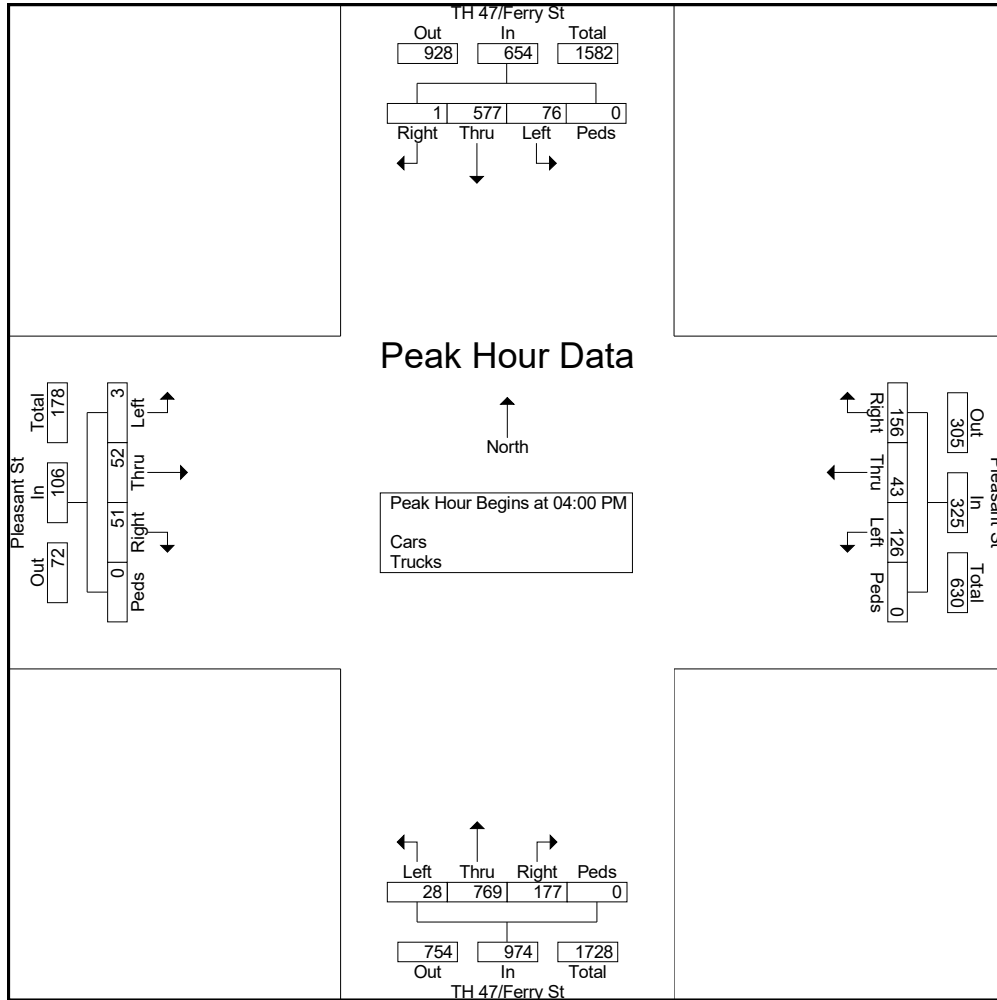 TH 47/Ferry St
Out In Total
928 654 1582
1 577 76 0
Right Thru Left Peds
Peak Hour Data
North
Peak Hour Begins at 04:00 PM
Cars
Trucks
Pleasant St
Out In Total
72 106 178
Left Thru Right Peds
3 52 51 0
Right Thru Left Peds
156 43 126 0
Out In Total
305 325 630
Pleasant St
Left Thru Right Peds
28 769 177 0
754 974 1728
Out In Total
TH 47/Ferry St